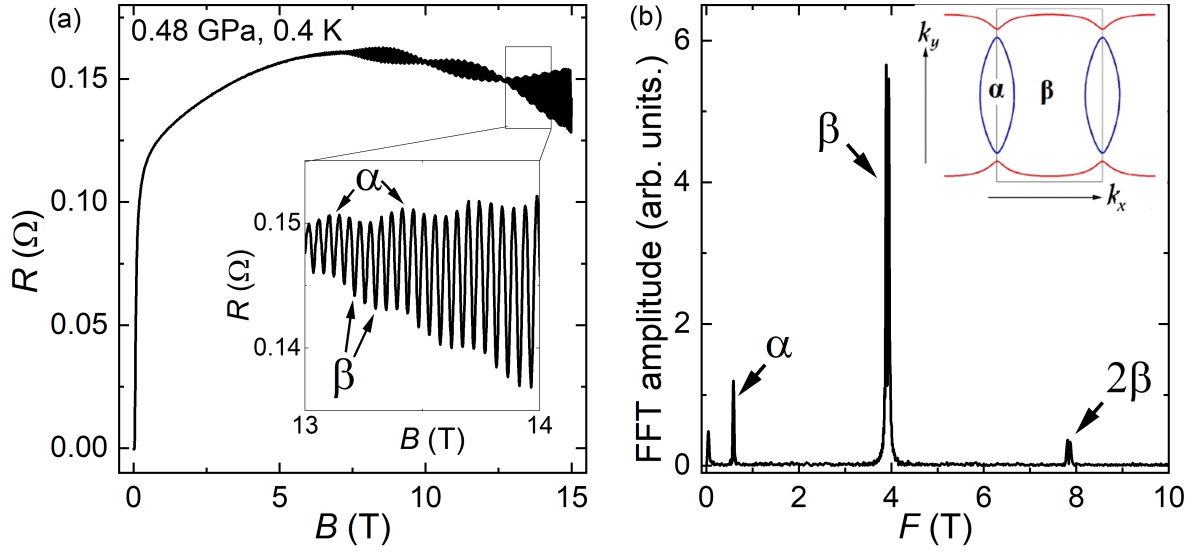 (a)
0.48 GPa, 0.4 K
0.15
0.10
0.05
0.00
R (Ω)
0 5 10 15
B (T)
α
β
0.15
0.14
R (Ω)
13 14
B (T)
(b)
6
4
2
0
FFT amplitude (arb. units.)
β
α
2β
0 2 4 6 8 10
F (T)
k_y
α
β
k_x